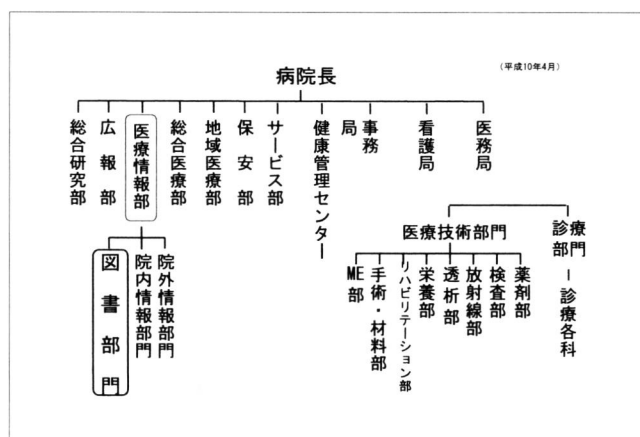 (平成10年4月)
病院長
医務局
看護局
事務局
健康管理センター
サービス部
保安部
地域医療部
総合医療部
医療情報部
広報部
総合研究部
診療部門
診療各科
医療技術部門
薬剤部
検査部
放射線部
透析部
栄養部
リハビリテーション部
手術・材料部
ME部
院外情報部門
院内情報部門
図書部門